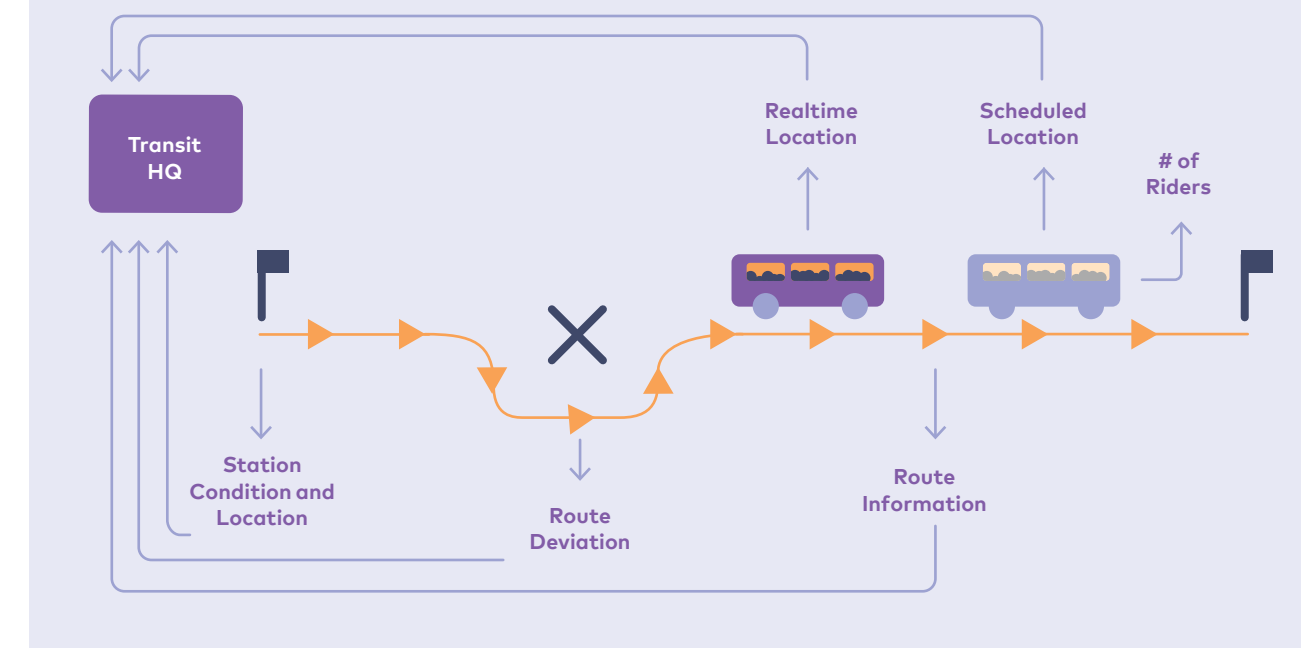 Transit
HQ
Realtime
Location
Scheduled
Location
# of
Riders
Station
Condition and
Location
Route
Deviation
Route
Information